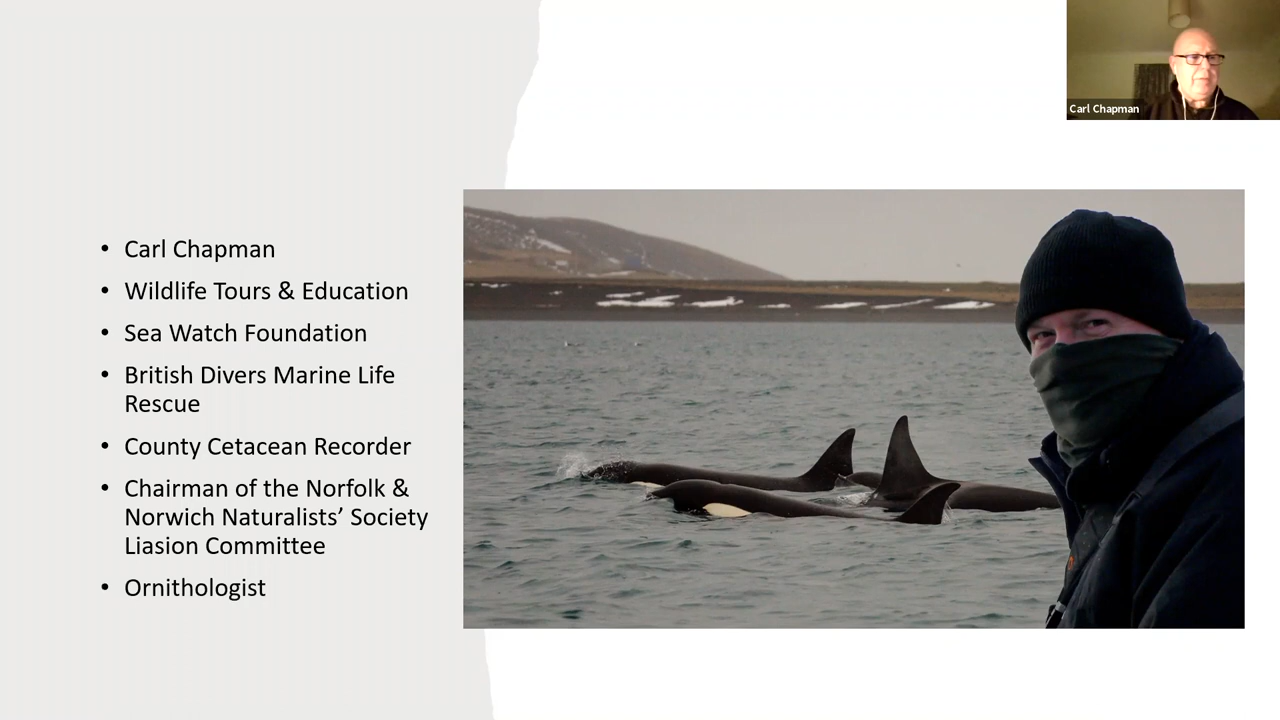 Carl Chapman
• Carl Chapman
• Wildlife Tours & Education
• Sea Watch Foundation
• British Divers Marine Life
Rescue
• County Cetacean Recorder
• Chairman of the Norfolk &
Norwich Naturalists’ Society
Liasion Committee
• Ornithologist